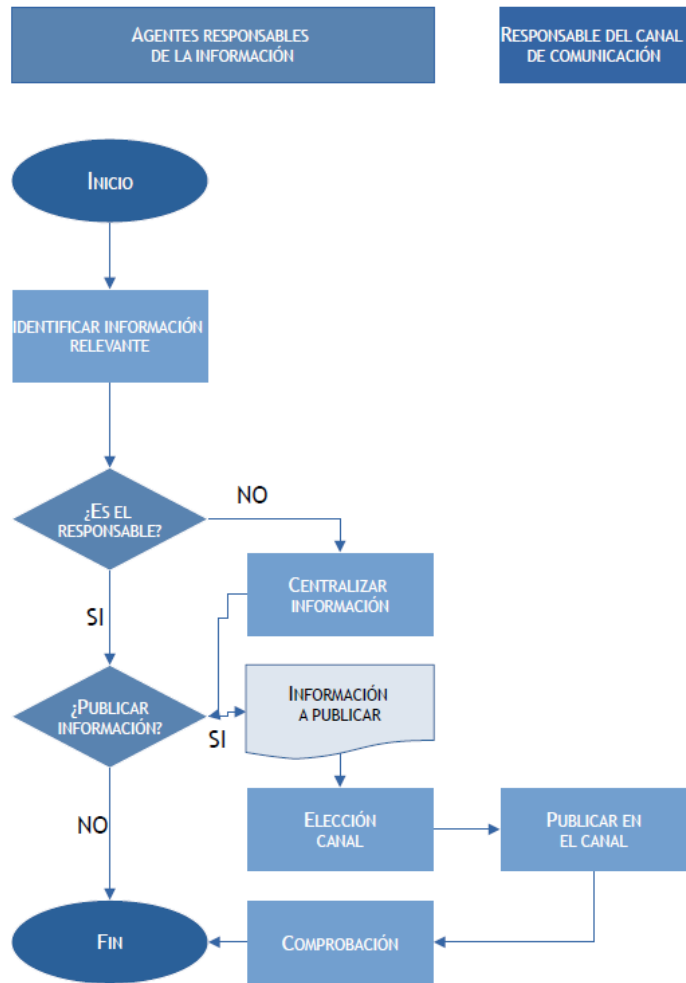 AGENTES RESPONSABLES
DE LA INFORMACIÓN
RESPONSABLE DEL CANAL
DE COMUNICACIÓN
INICIO
IDENTIFICAR INFORMACIÓN
RELEVANTE
¿ES EL
RESPONSABLE?
NO
CENTRALIZAR
INFORMACIÓN
SI
¿PUBLICAR
INFORMACIÓN?
SI
INFORMACIÓN
A PUBLICAR
NO
ELECCIÓN
CANAL
PUBLICAR EN
EL CANAL
FIN
COMPROBACIÓN